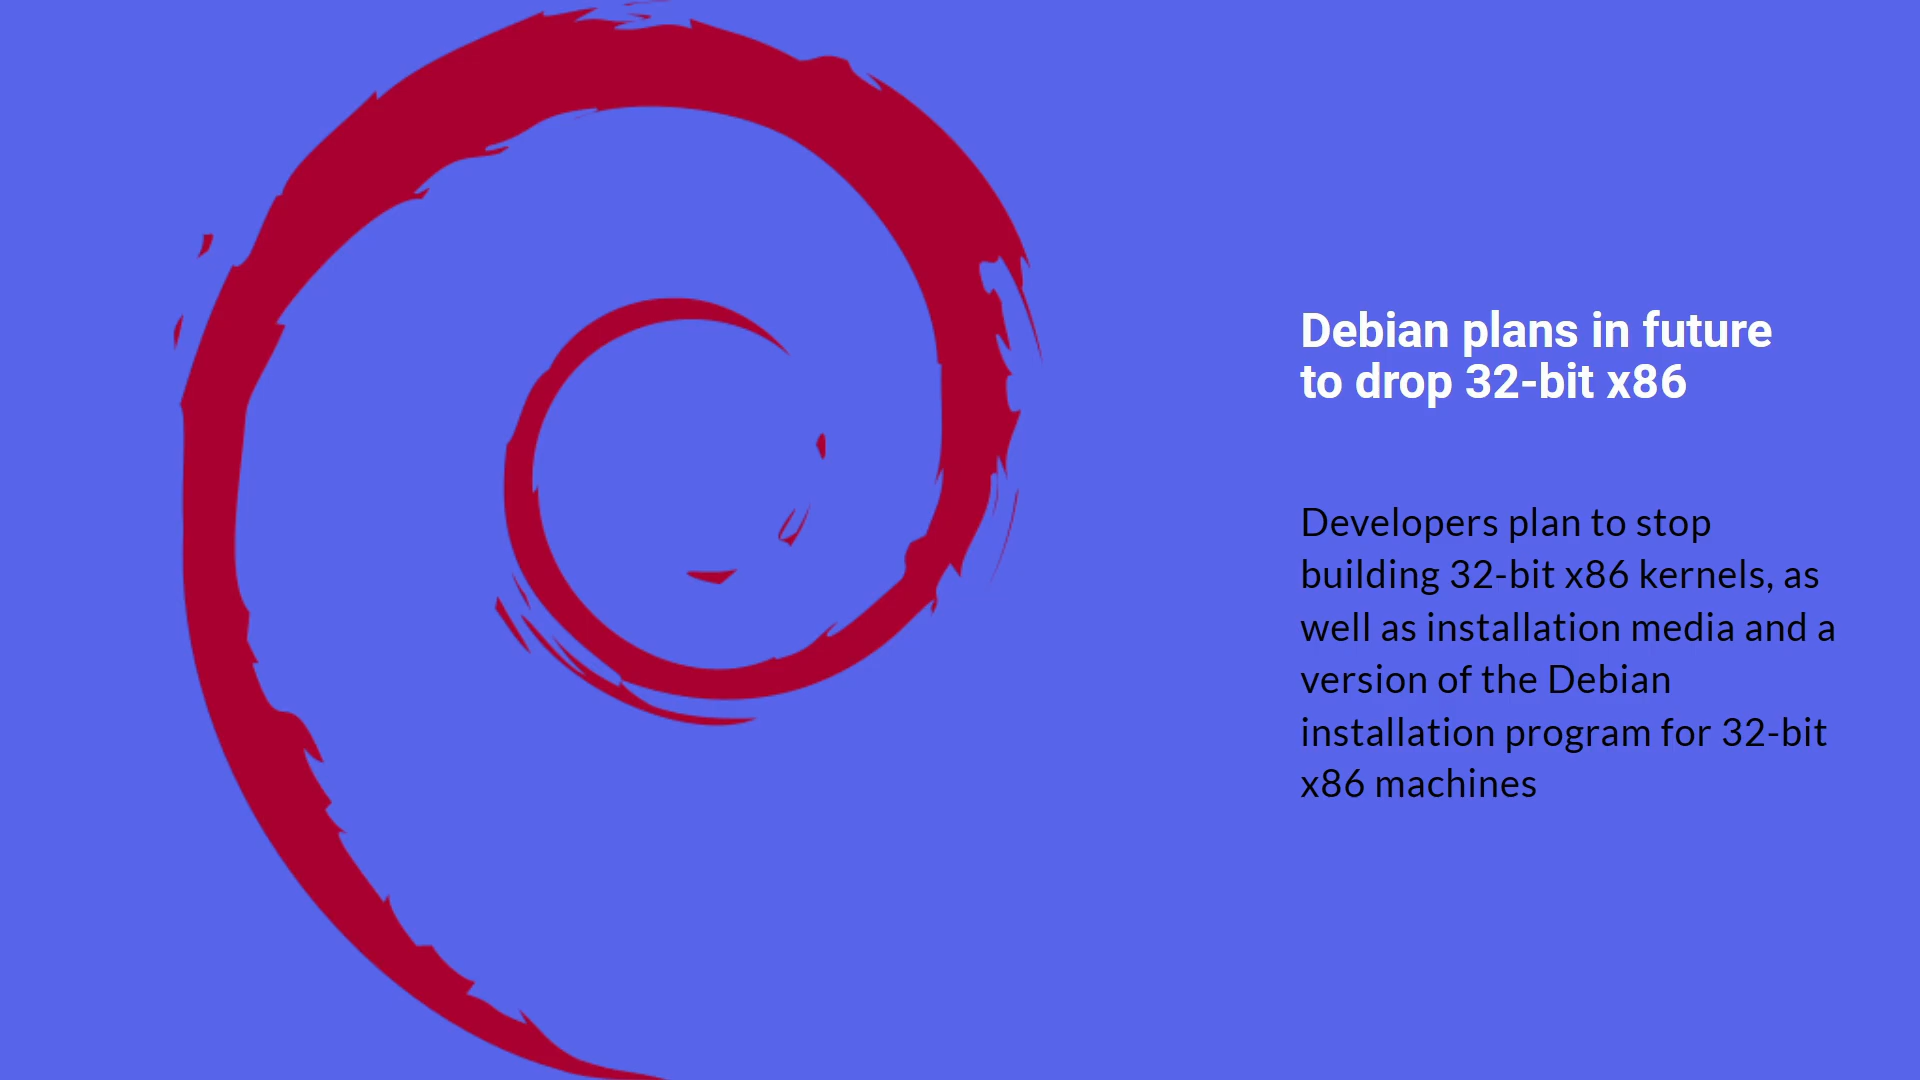 Debian plans in future
to drop 32-bit x86
Developers plan to stop
building 32-bit x86 kernels, as
well as installation media and a
version of the Debian
installation program for 32-bit
x86 machines